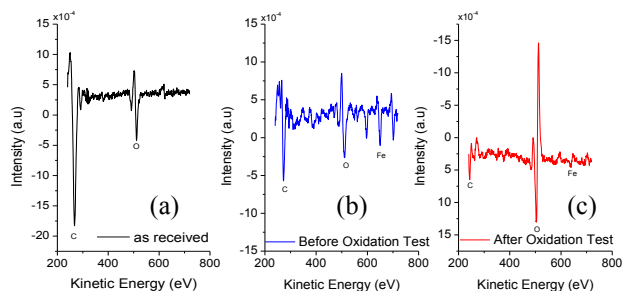 x10⁻⁴
10
5
0
-5
-10
-15
-20
Intensity (a.u)
C
O
(a)
as received
200 400 600 800
Kinetic Energy (eV)
x10⁻⁴
15
10
5
0
-5
-10
-15
Intensity (a.u)
C
O
Fe
(b)
Before Oxidation Test
200 400 600 800
Kinetic Energy (eV)
x10⁻⁴
-15
-10
-5
0
5
10
15
Intensity (a.u)
C
O
Fe
(c)
After Oxidation Test
200 400 600 800
Kinetic Energy (eV)